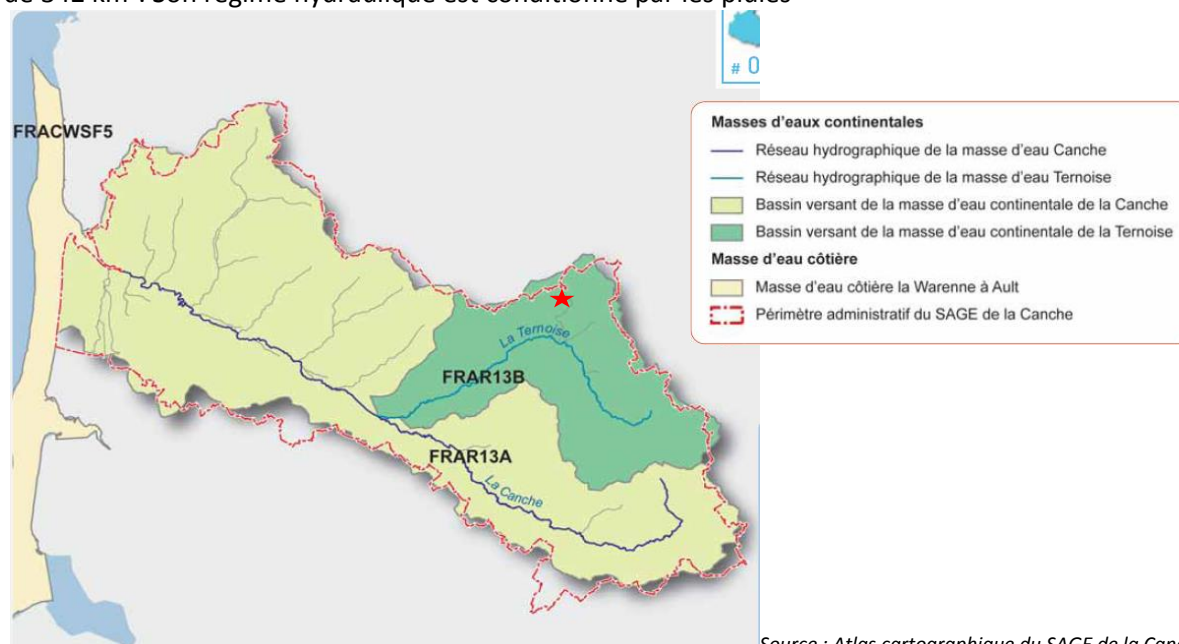 # 0
FRACWSF5
Masses d'eaux continentales
Réseau hydrographique de la masse d'eau Canche
Réseau hydrographique de la masse d'eau Ternoise
Bassin versant de la masse d'eau continentale de la Canche
Bassin versant de la masse d'eau continentale de la Ternoise
Masse d'eau côtière
Masse d'eau côtière la Warenne à Ault
Périmètre administratif du SAGE de la Canche
La Ternoise
FRAR13B
FRAR13A
La Canche